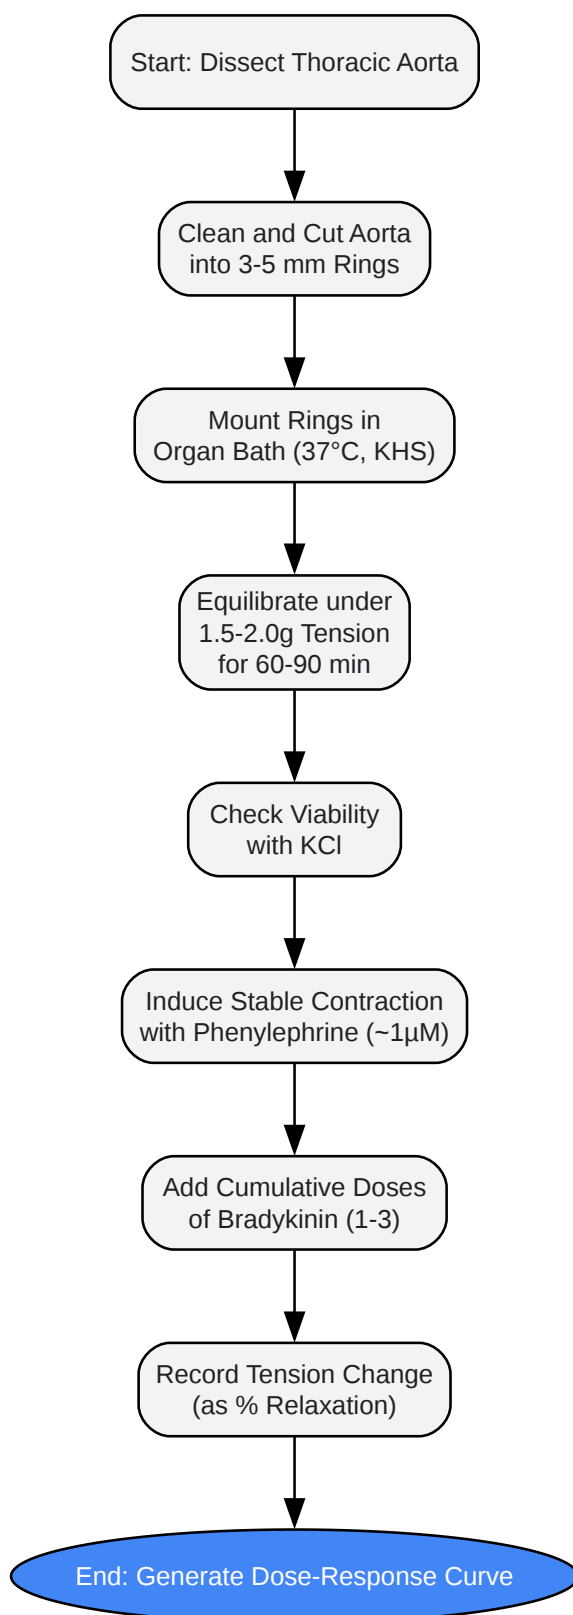 Start: Dissect Thoracic Aorta
Clean and Cut Aorta
into 3-5 mm Rings
Mount Rings in
Organ Bath (37°C, KHS)
Equilibrate under
1.5-2.0g Tension
for 60-90 min
Check Viability
with KCl
Induce Stable Contraction
with Phenylephrine (~1µM)
Add Cumulative Doses
of Bradykinin (1-3)
Record Tension Change
(as % Relaxation)
End: Generate Dose-Response Curve